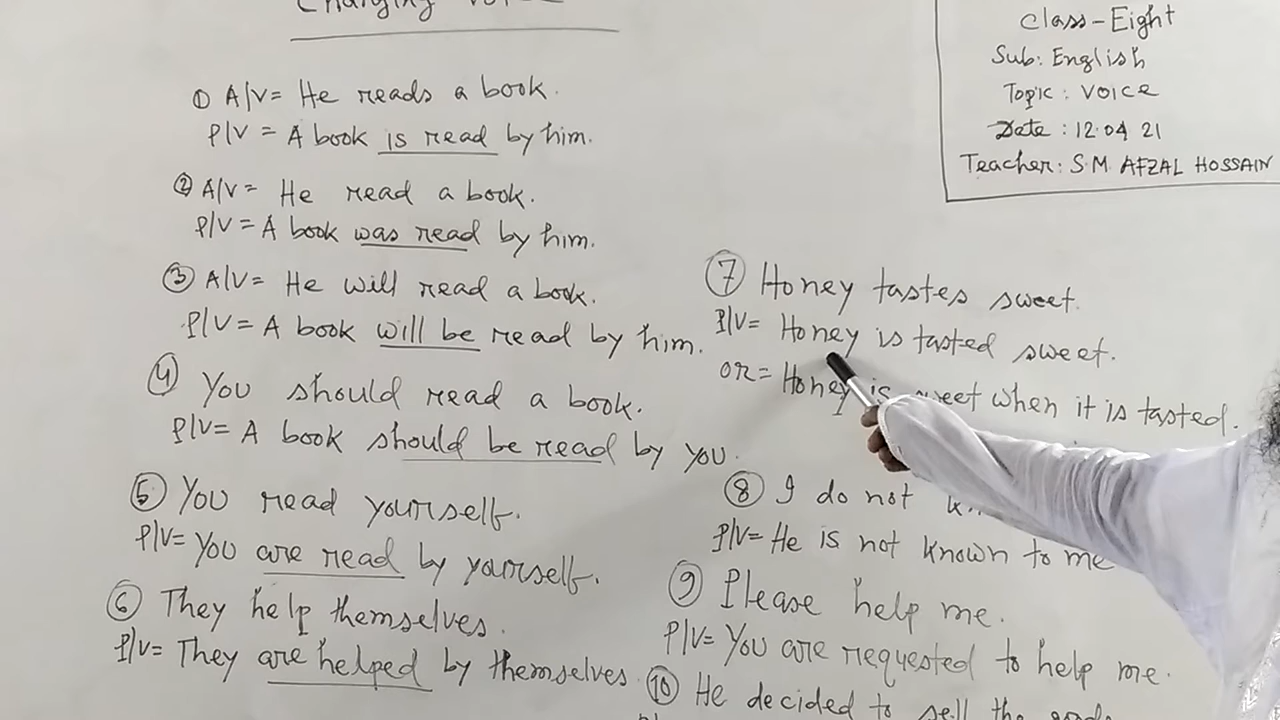 Changing Voice
① A/V= He reads a book.
P/V = A book is read by him.
② A/V= He read a book.
P/V= A book was read by him.
③ A/V= He will read a book.
P/V= A book will be read by him.
④ You should read a book.
P/V= A book should be read by you.
⑤ You read yourself.
P/V= You are read by yourself.
⑥ They help themselves.
P/V= They are helped by themselves.
Class-Eight
Sub: English
Topic: Voice
Date: 12.04 21
Teacher: S.M. AFZAL HOSSAIN
⑦ Honey tastes sweet.
P/V= Honey is tasted sweet.
or= Honey is sweet when it is tasted.
⑧ I do not
P/V= He is not known to me
⑨ Please help me.
P/V= You are requested to help me.
⑩ He decided to sell the goods